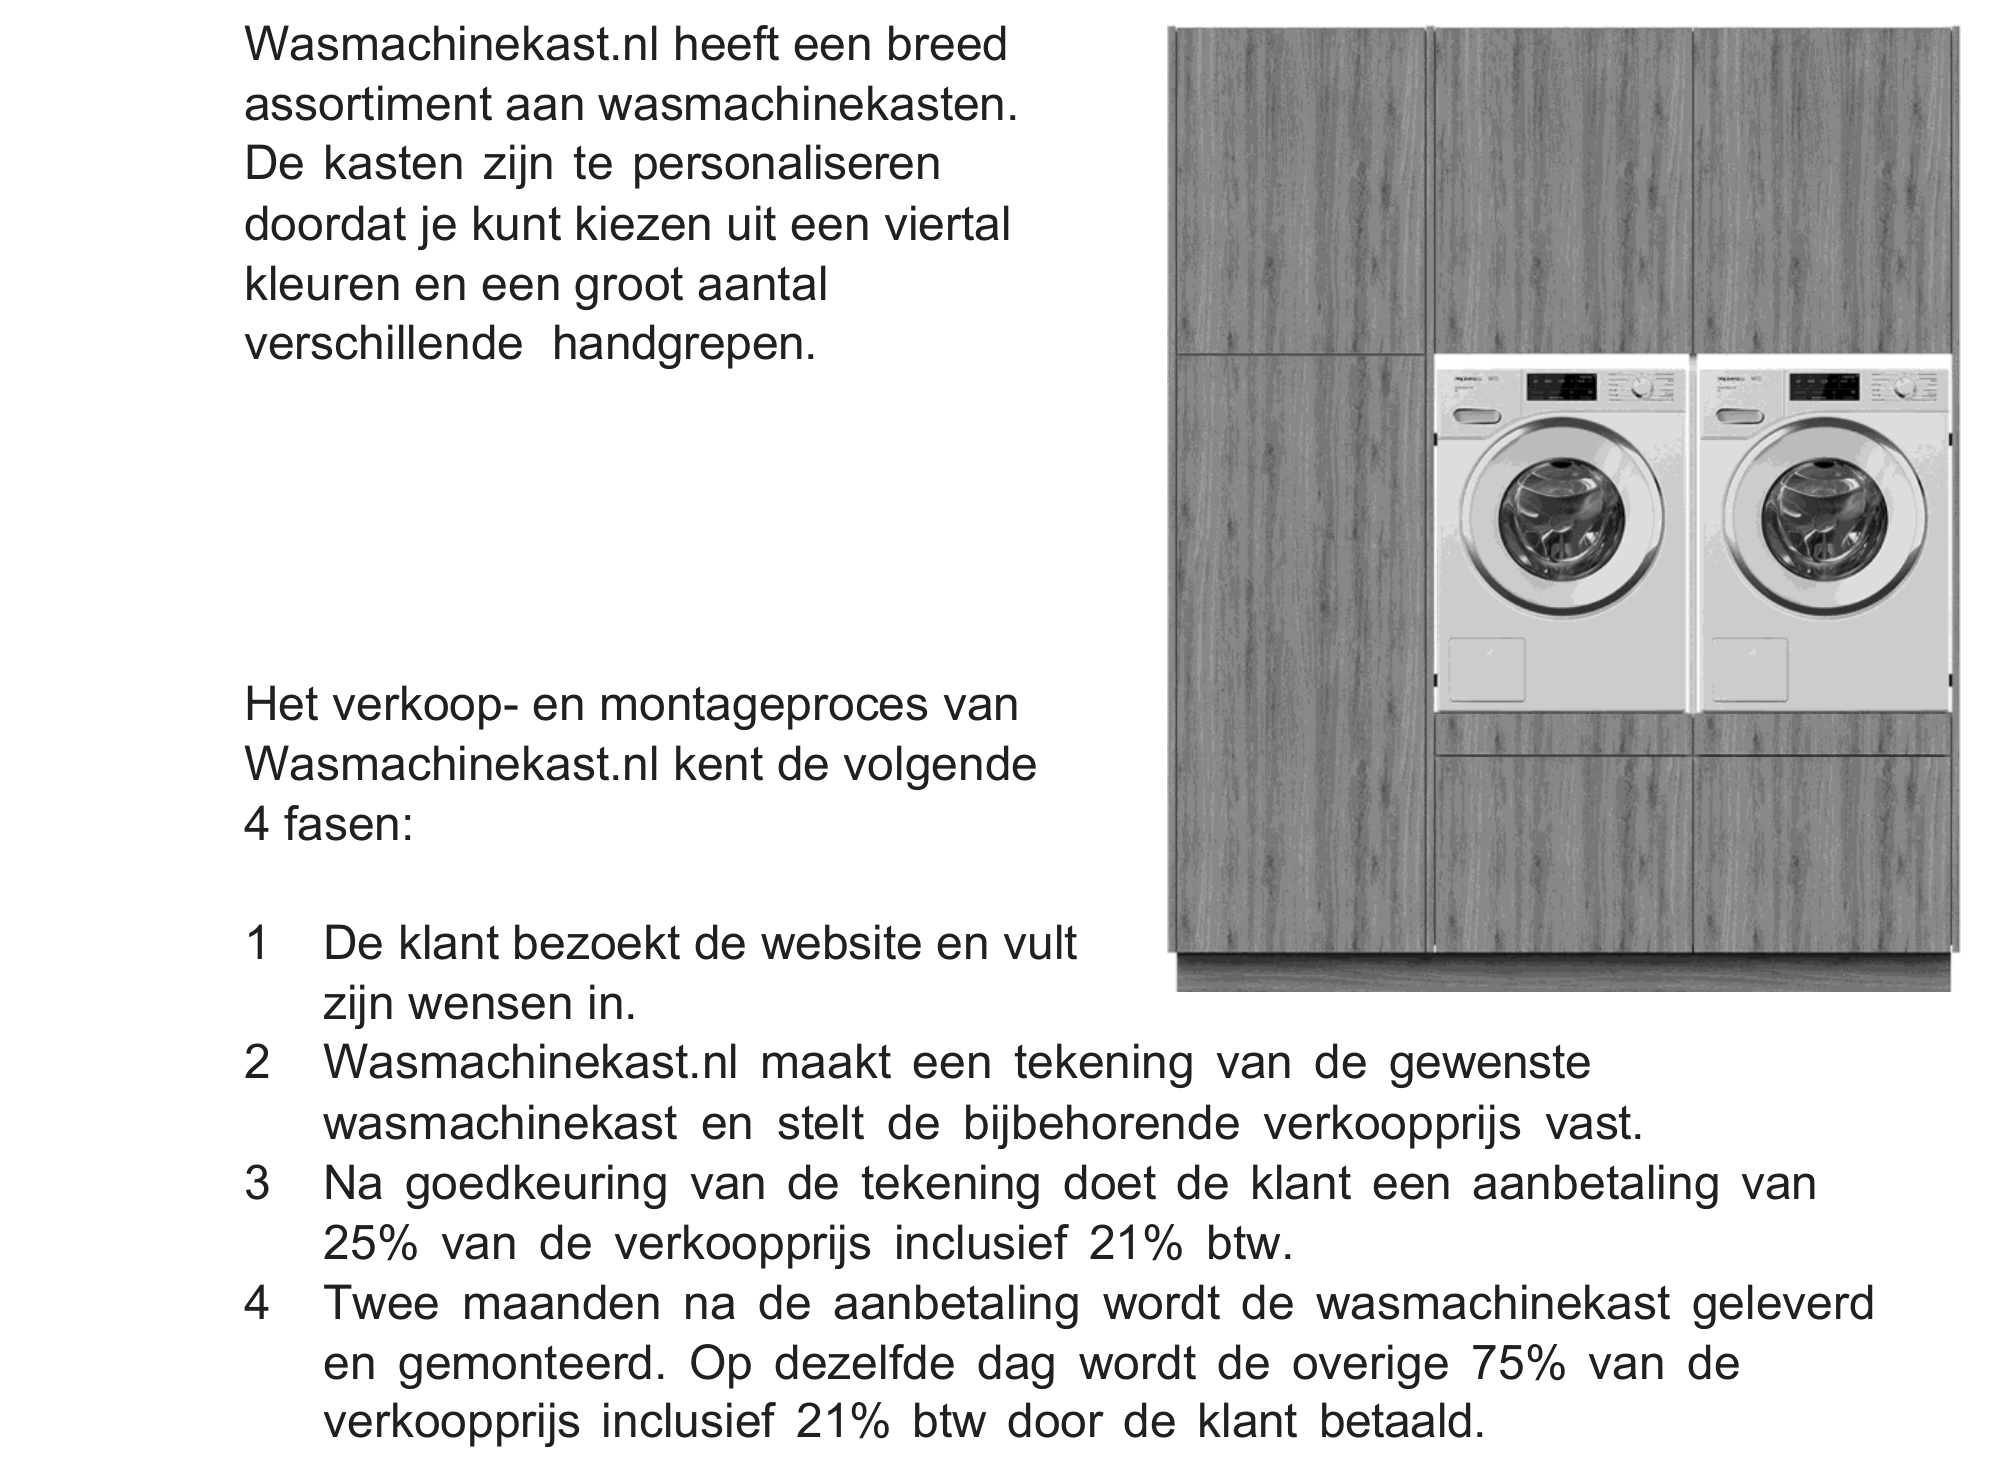 Wasmachinekast.nl heeft een breed
assortiment aan wasmachinekasten.
De kasten zijn te personaliseren
doordat je kunt kiezen uit een viertal
kleuren en een groot aantal
verschillende handgrepen.
Het verkoop- en montageproces van
Wasmachinekast.nl kent de volgende
4 fasen:
1 De klant bezoekt de website en vult
zijn wensen in.
2 Wasmachinekast.nl maakt een tekening van de gewenste
wasmachinekast en stelt de bijbehorende verkoopprijs vast.
3 Na goedkeuring van de tekening doet de klant een aanbetaling van
25% van de verkoopprijs inclusief 21% btw.
4 Twee maanden na de aanbetaling wordt de wasmachinekast geleverd
en gemonteerd. Op dezelfde dag wordt de overige 75% van de
verkoopprijs inclusief 21% btw door de klant betaald.